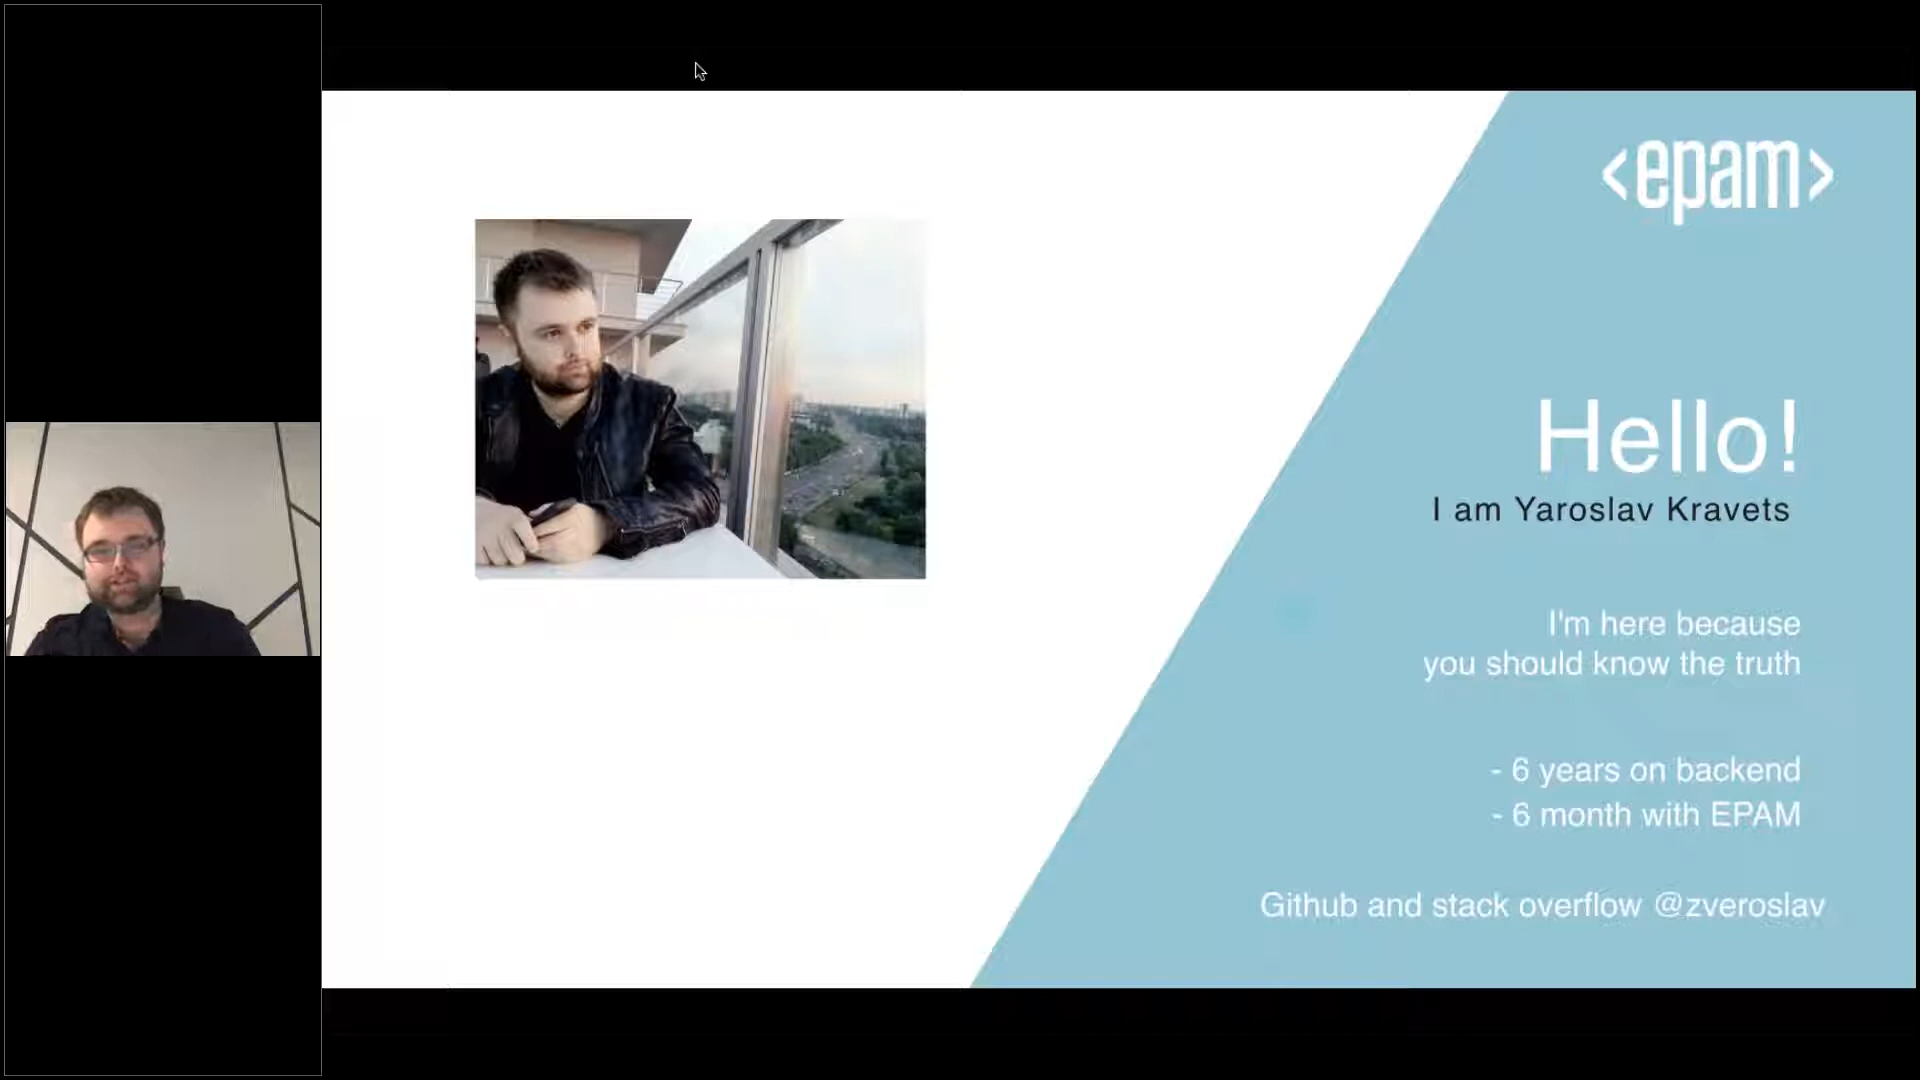 <epam>
Hello!
I am Yaroslav Kravets
I'm here because
you should know the truth
- 6 years on backend
- 6 month with EPAM
Github and stack overflow @zveroslav